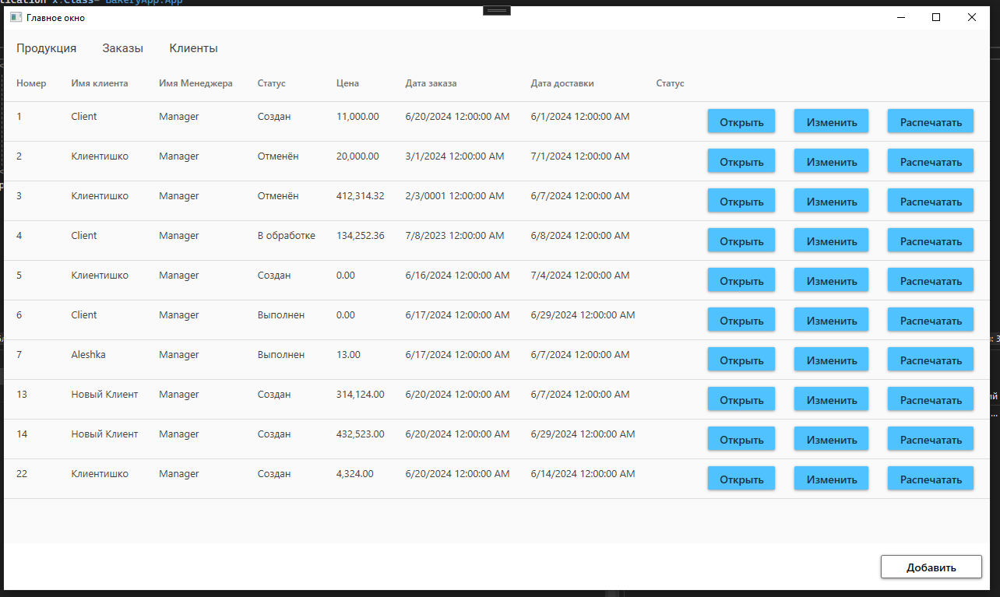 lication x:Class="BakeryApp.App
Главное окно
Продукция Заказы Клиенты
Номер Имя клиента Имя Менеджера Статус Цена Дата заказа Дата доставки Статус
1 Client Manager Создан 11,000.00 6/20/2024 12:00:00 AM 6/1/2024 12:00:00 AM Открыть Изменить Распечатать
2 Клиентишко Manager Отменён 20,000.00 3/1/2024 12:00:00 AM 7/1/2024 12:00:00 AM Открыть Изменить Распечатать
3 Клиентишко Manager Отменён 412,314.32 2/3/0001 12:00:00 AM 6/7/2024 12:00:00 AM Открыть Изменить Распечатать
4 Client Manager В обработке 134,252.36 7/8/2023 12:00:00 AM 6/8/2024 12:00:00 AM Открыть Изменить Распечатать
5 Клиентишко Manager Создан 0.00 6/16/2024 12:00:00 AM 7/4/2024 12:00:00 AM Открыть Изменить Распечатать
6 Client Manager Выполнен 0.00 6/17/2024 12:00:00 AM 6/29/2024 12:00:00 AM Открыть Изменить Распечатать
7 Aleshka Manager Выполнен 13.00 6/17/2024 12:00:00 AM 6/7/2024 12:00:00 AM Открыть Изменить Распечатать
13 Новый Клиент Manager Создан 314,124.00 6/20/2024 12:00:00 AM 6/7/2024 12:00:00 AM Открыть Изменить Распечатать
14 Новый Клиент Manager Создан 432,523.00 6/20/2024 12:00:00 AM 6/29/2024 12:00:00 AM Открыть Изменить Распечатать
22 Клиентишко Manager Создан 4,324.00 6/20/2024 12:00:00 AM 6/14/2024 12:00:00 AM Открыть Изменить Распечатать
Добавить